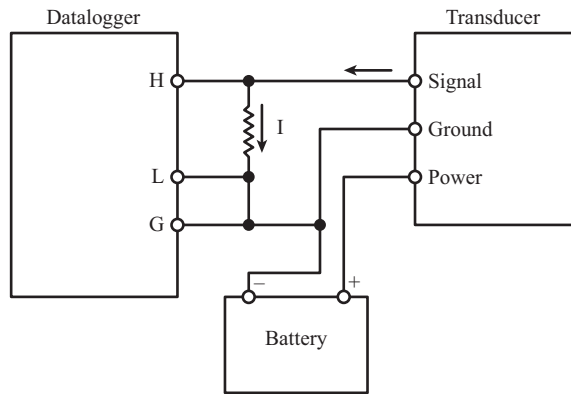 Datalogger
Transducer
H
Signal
I
Ground
L
Power
G
−
+
Battery